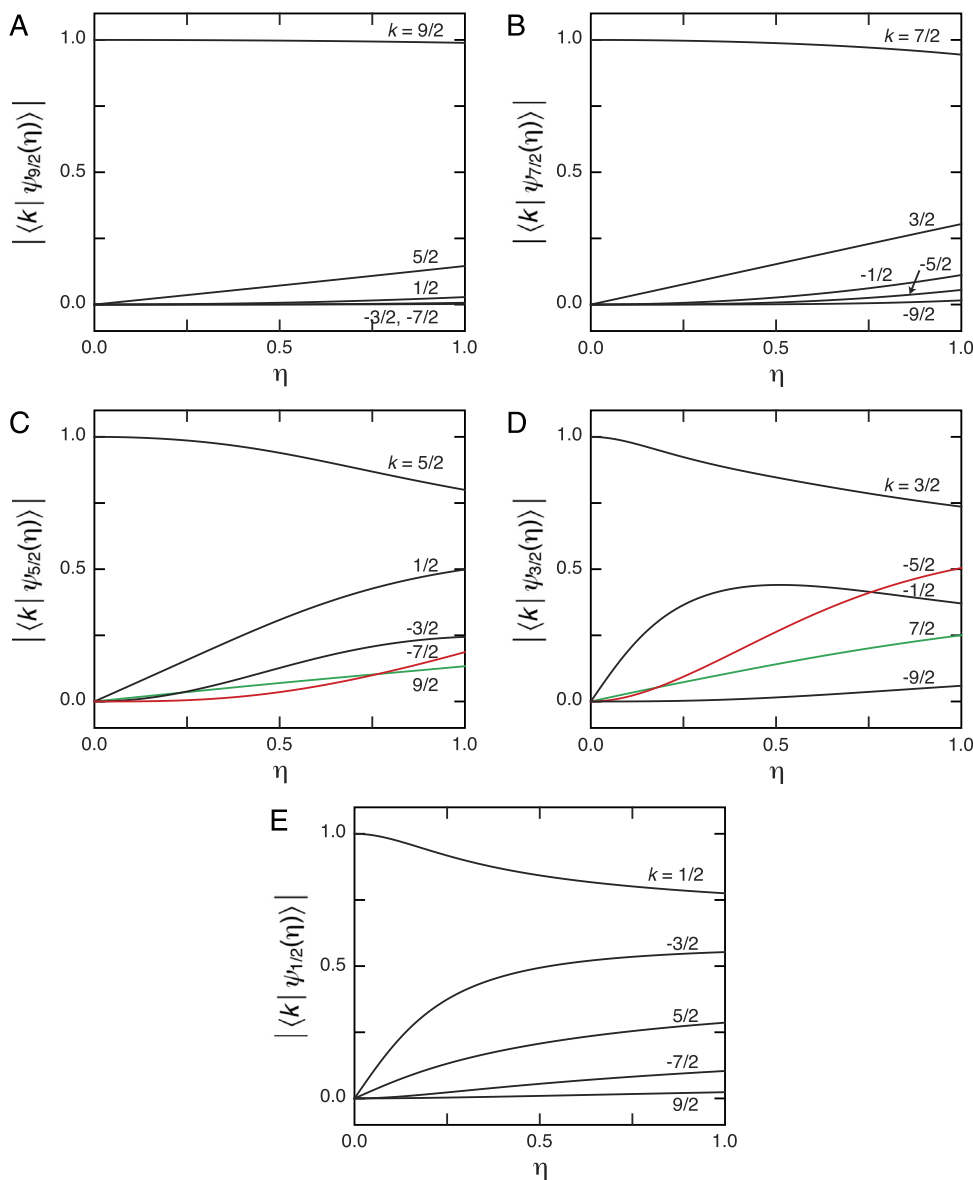 A
|⟨k | ψ9/2(η)⟩|
1.0
0.5
0.0
k = 9/2
5/2
1/2
-3/2, -7/2
0.0 0.5 1.0
η
B
|⟨k | ψ7/2(η)⟩|
1.0
0.5
0.0
k = 7/2
3/2
-5/2
-1/2
-9/2
0.0 0.5 1.0
η
C
|⟨k | ψ5/2(η)⟩|
1.0
0.5
0.0
k = 5/2
1/2
-3/2
-7/2
9/2
0.0 0.5 1.0
η
D
|⟨k | ψ3/2(η)⟩|
1.0
0.5
0.0
k = 3/2
-5/2
-1/2
7/2
-9/2
0.0 0.5 1.0
η
E
|⟨k | ψ1/2(η)⟩|
1.0
0.5
0.0
k = 1/2
-3/2
5/2
-7/2
9/2
0.0 0.5 1.0
η